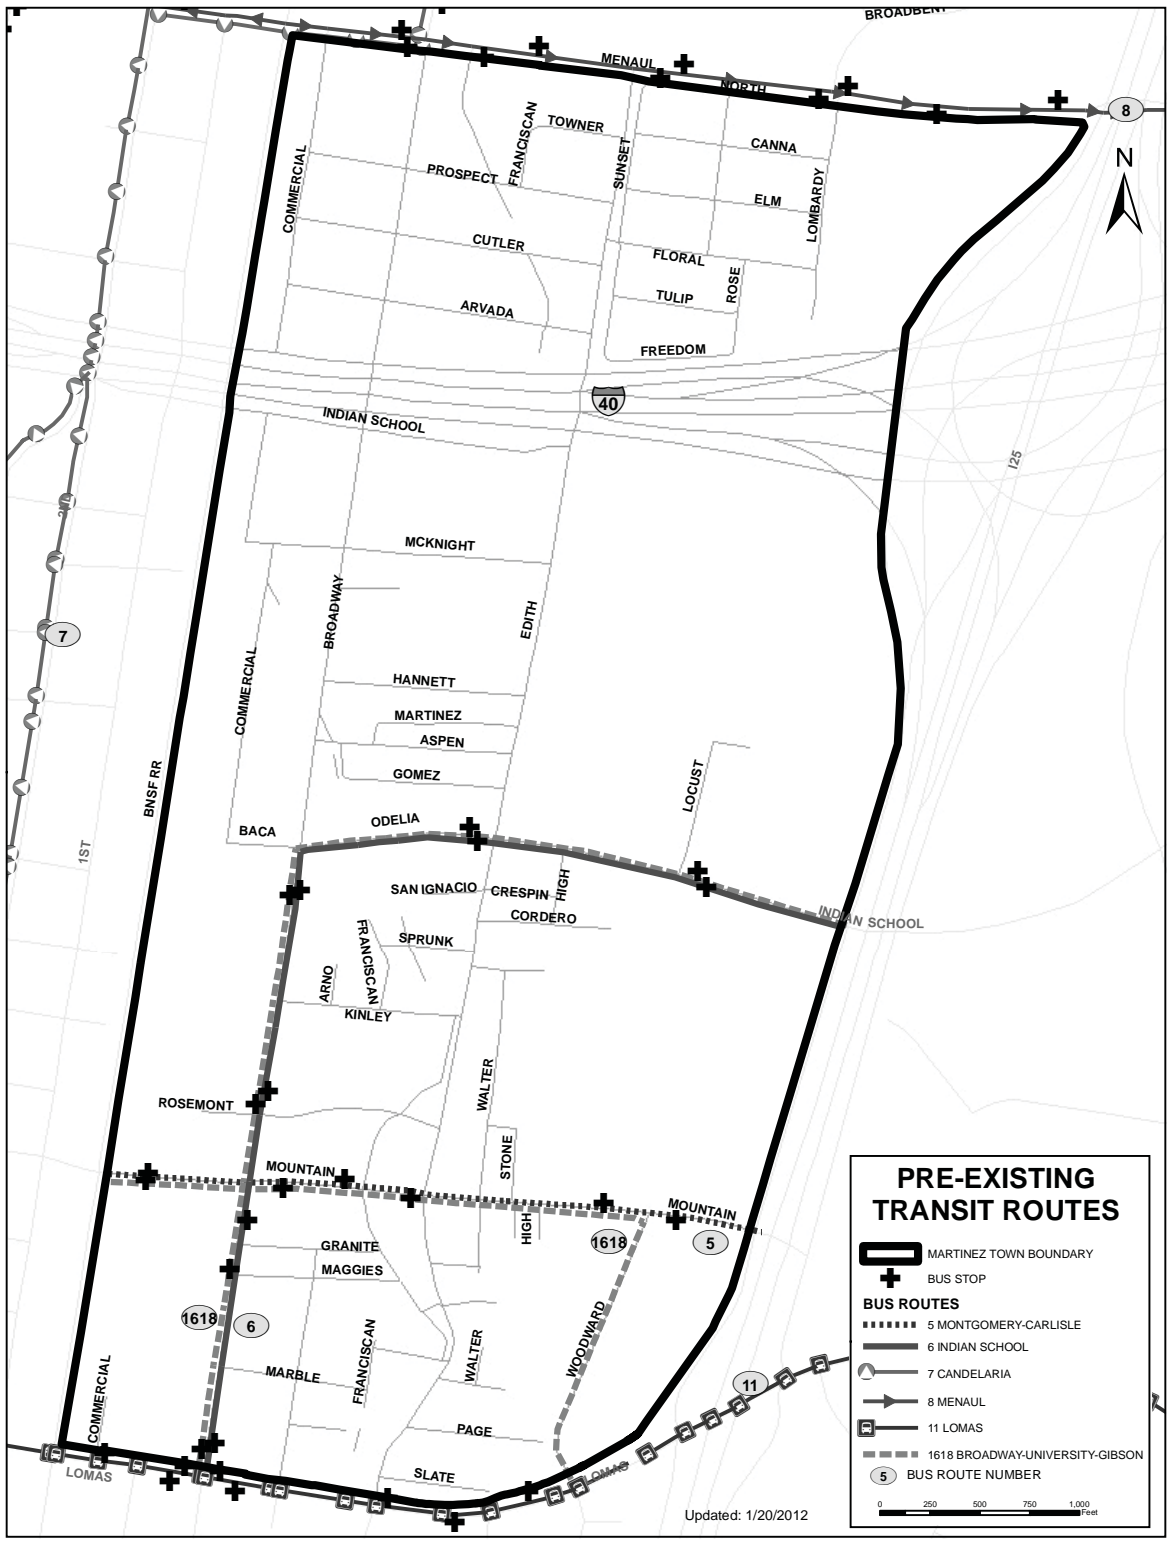 BROADBENT
MENAUL
NORTH
8
N
TOWNER
FRANCISCAN
CANNA
COMMERCIAL
PROSPECT
SUNSET
ELM
LOMBARDY
CUTLER
FLORAL
ROSE
TULIP
ARVADA
FREEDOM
40
INDIAN SCHOOL
I25
MCKNIGHT
BROADWAY
EDITH
7
COMMERCIAL
HANNETT
MARTINEZ
ASPEN
GOMEZ
BNSF RR
LOCUST
ODELIA
BACA
1ST
SAN IGNACIO
CRESPIN
HIGH
CORDERO
INDIAN SCHOOL
FRANCISCAN
SPRUNK
ARNO
KINLEY
WALTER
ROSEMONT
STONE
MOUNTAIN
MOUNTAIN
HIGH
1618
5
GRANITE
MAGGIES
1618
6
WOODWARD
FRANCISCAN
WALTER
MARBLE
11
COMMERCIAL
PAGE
SLATE
LOMAS
LOMAS
Updated: 1/20/2012
PRE-EXISTING
TRANSIT ROUTES
MARTINEZ TOWN BOUNDARY
BUS STOP
BUS ROUTES
5 MONTGOMERY-CARLISLE
6 INDIAN SCHOOL
7 CANDELARIA
8 MENAUL
11 LOMAS
1618 BROADWAY-UNIVERSITY-GIBSON
5 BUS ROUTE NUMBER
0 250 500 750 1,000
Feet